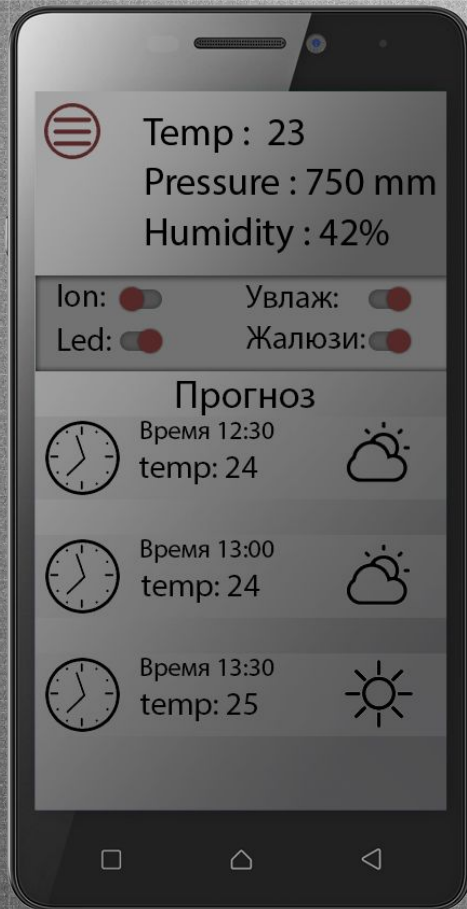 Temp : 23
Pressure : 750 mm
Humidity : 42%
Ion: Увлаж:
Led: Жалюзи:
Прогноз
Время 12:30
temp: 24
Время 13:00
temp: 24
Время 13:30
temp: 25